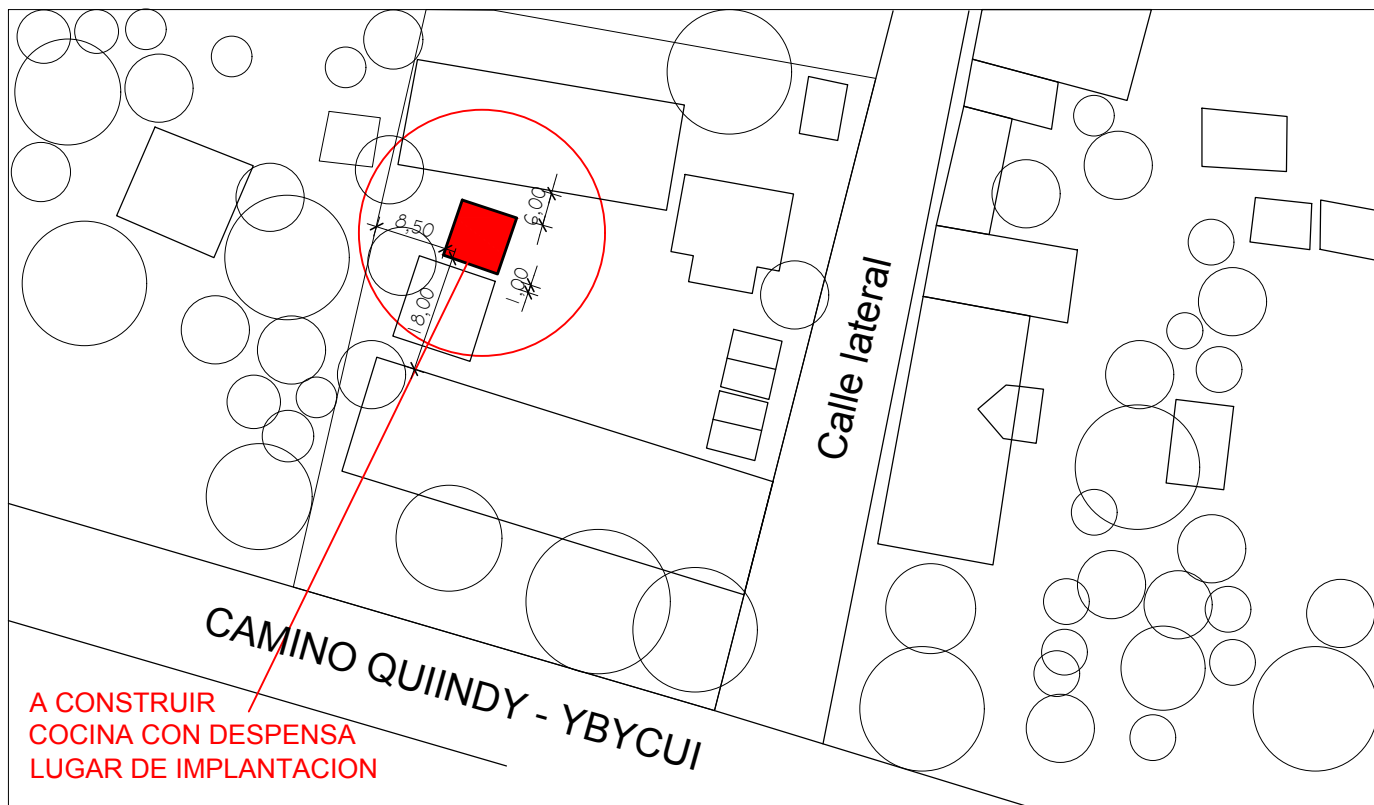 8,50
6,00
1,00
18,00
Calle lateral
CAMINO QUIINDY - YBYCUI
A CONSTRUIR
COCINA CON DESPENSA
LUGAR DE IMPLANTACION